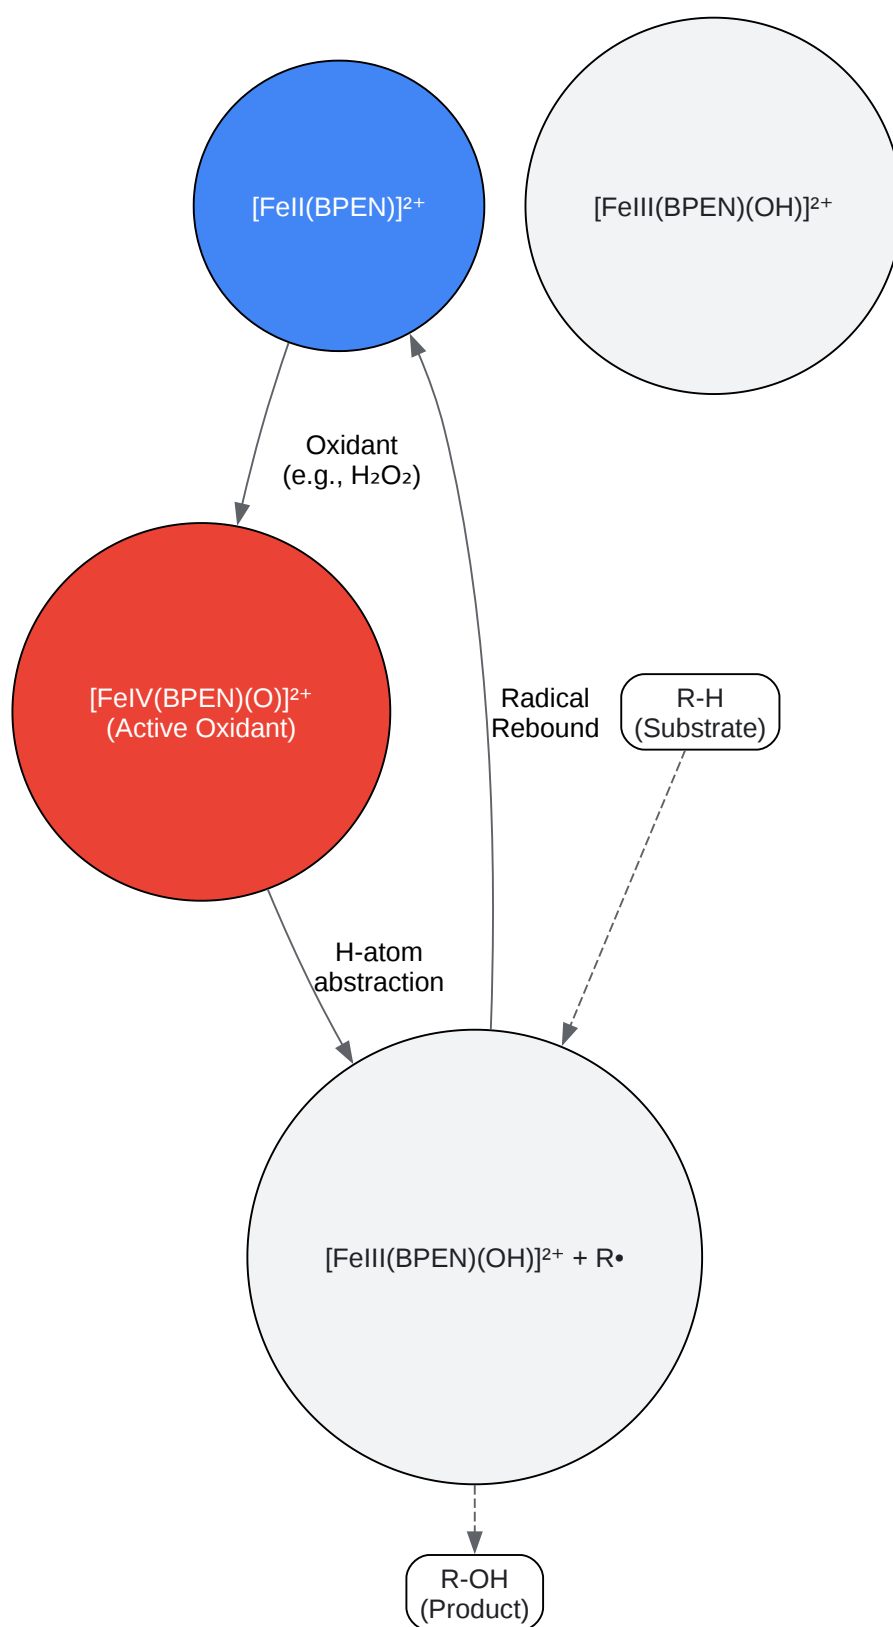 [FeII(BPEN)]²⁺
[FeIII(BPEN)(OH)]²⁺
Oxidant
(e.g., H₂O₂)
[FeIV(BPEN)(O)]²⁺
(Active Oxidant)
Radical
Rebound
R-H
(Substrate)
H-atom
abstraction
[FeIII(BPEN)(OH)]²⁺ + R•
R-OH
(Product)